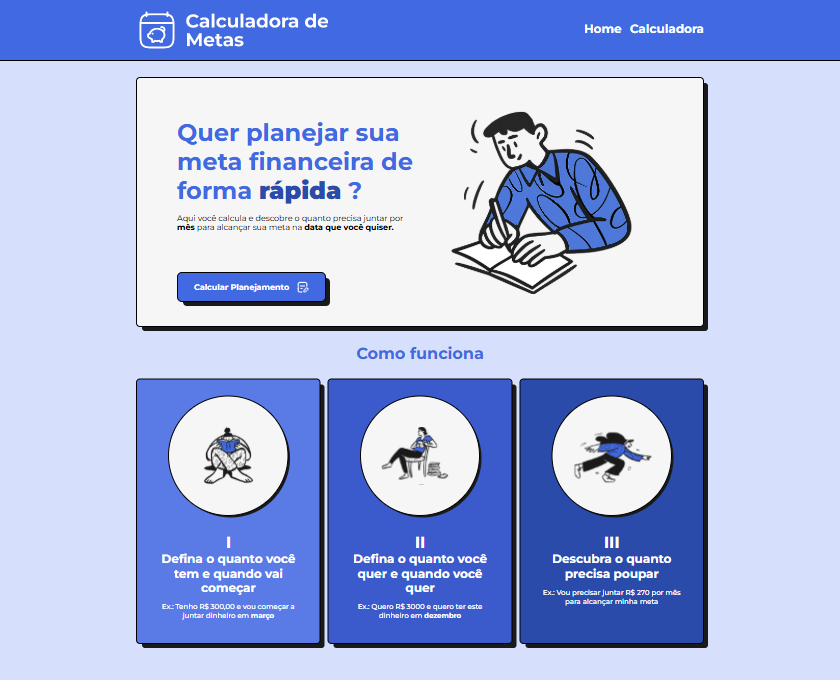 Calculadora de
Metas
Home Calculadora
Quer planejar sua
meta financeira de
forma rápida ?
Aqui você calcula e descobre o quanto precisa juntar por
mês para alcançar sua meta na data que você quiser.
Calcular Planejamento
Como funciona
I
Defina o quanto você
tem e quando vai
começar
Ex.: Tenho R$ 300,00 e vou começar a
juntar dinheiro em março
II
Defina o quanto você
quer e quando você
quer
Ex.: Quero R$ 3000 e quero ter este
dinheiro em dezembro
III
Descubra o quanto
precisa poupar
Ex.: Vou precisar juntar R$ 270 por mês
para alcançar minha meta